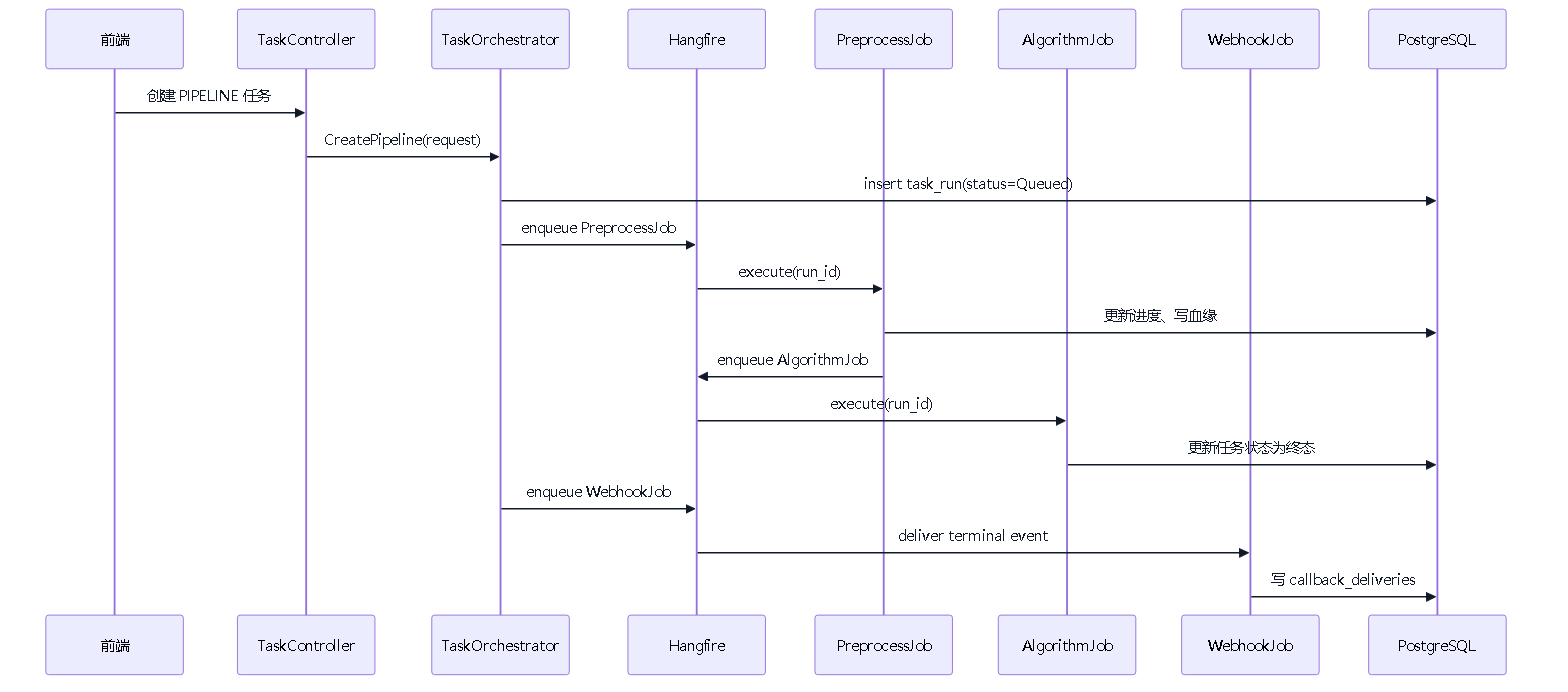 前端
TaskController
TaskOrchestrator
Hangfire
PreprocessJob
AlgorithmJob
WebhookJob
PostgreSQL
创建 PIPELINE 任务
CreatePipeline(request)
insert task_run(status=Queued)
enqueue PreprocessJob
execute(run_id)
更新进度、写血缘
enqueue AlgorithmJob
execute(run_id)
更新任务状态为终态
enqueue WebhookJob
deliver terminal event
写 callback_deliveries
前端
TaskController
TaskOrchestrator
Hangfire
PreprocessJob
AlgorithmJob
WebhookJob
PostgreSQL